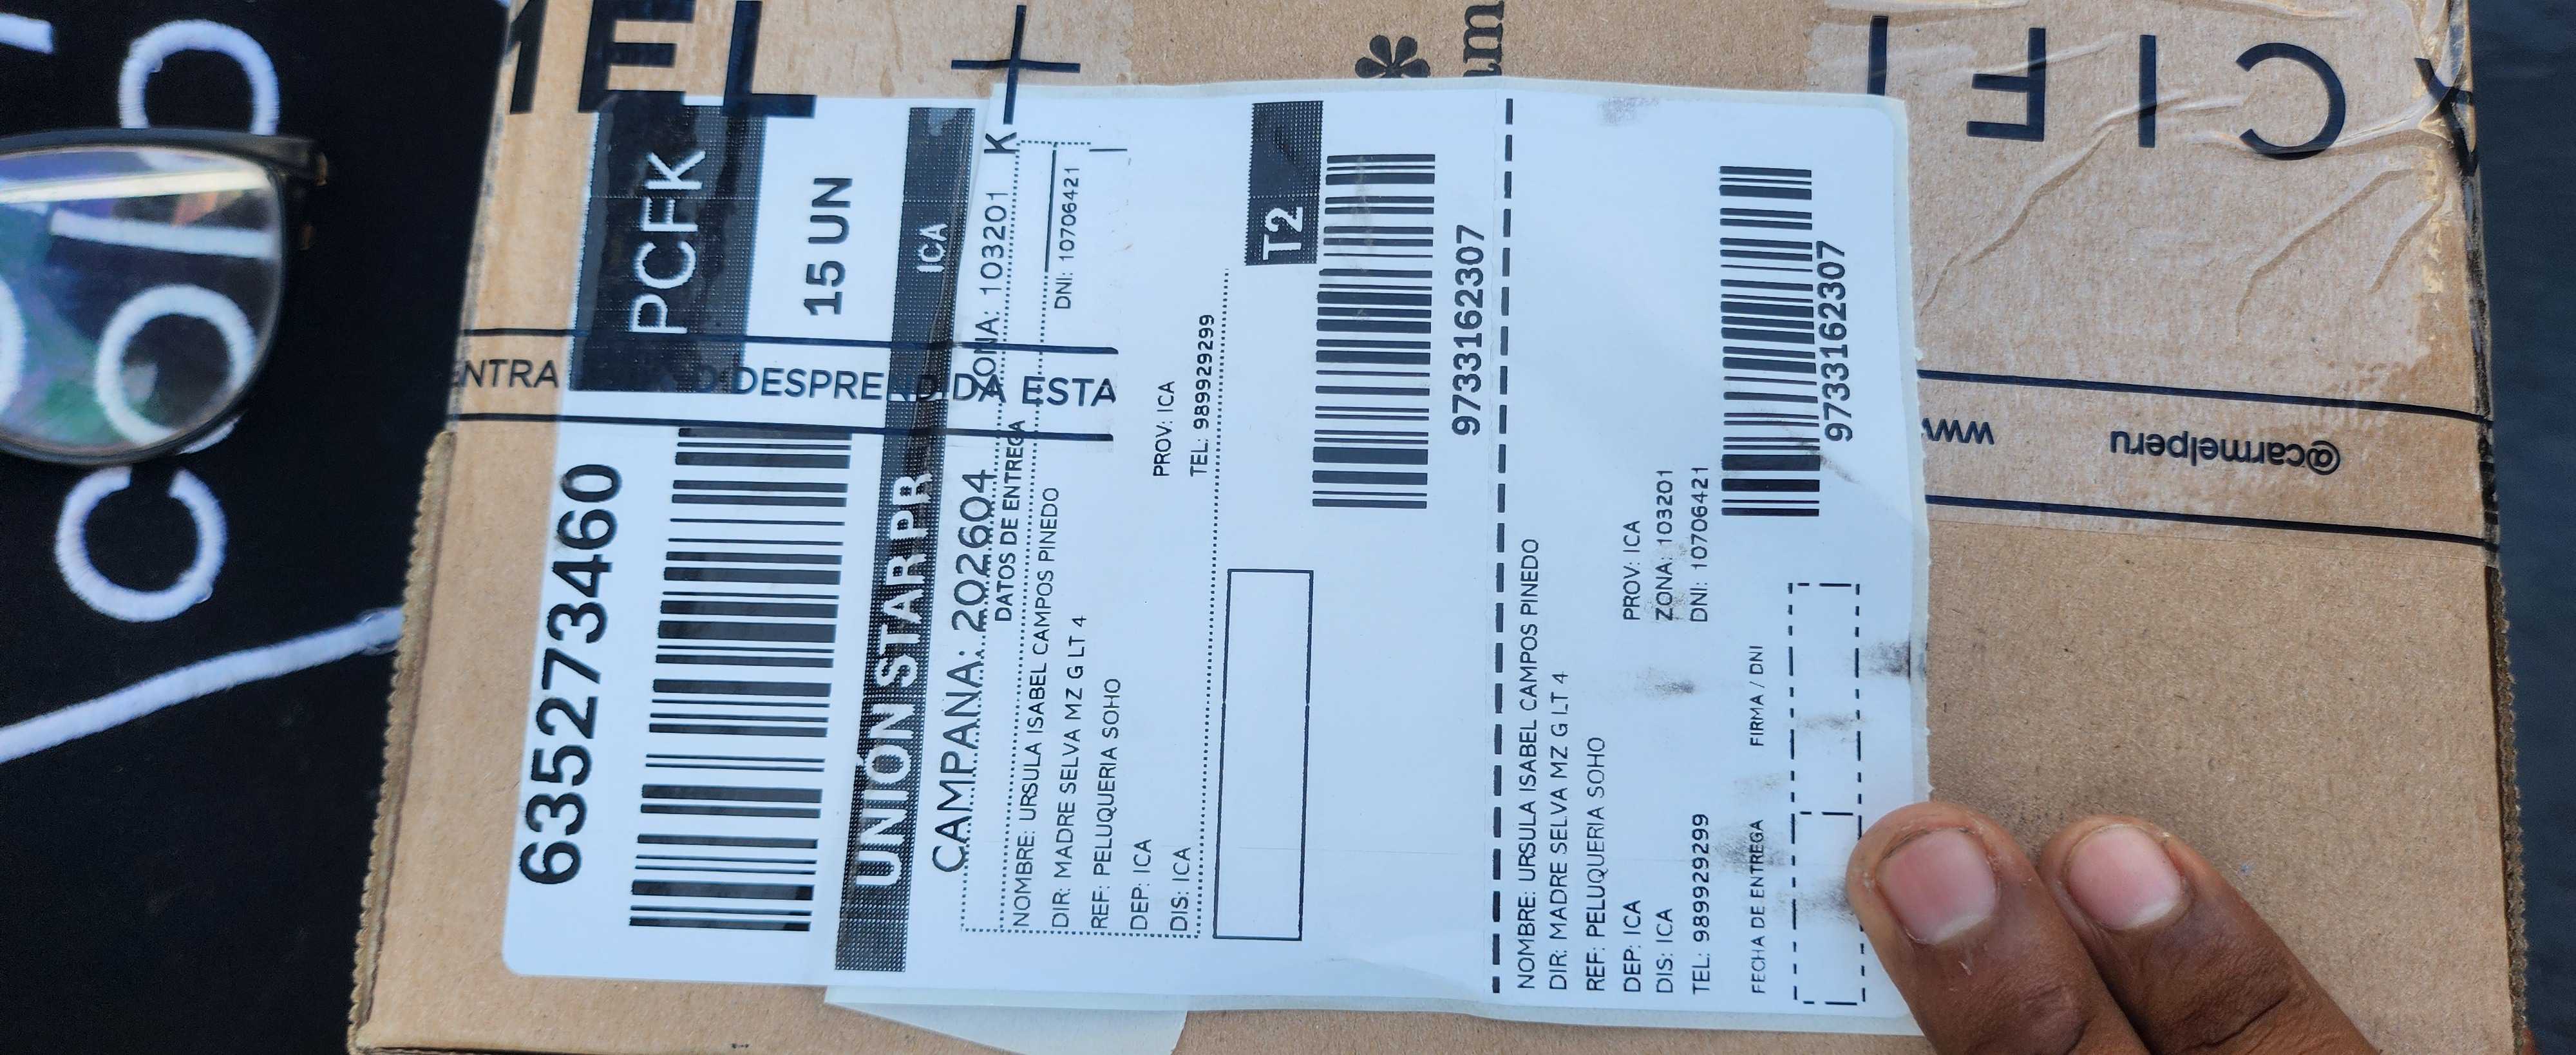 6352734460
PCFK
15 UN
UNIÓN STARPR ICA
CAMPAÑA: 202604 ZONA: 103201 K
DATOS DE ENTREGA
NOMBRE: URSULA ISABEL CAMPOS PINEDO DNI: 10706421
DIR: MADRE SELVA MZ G LT 4
REF: PELUQUERIA SOHO
DEP: ICA PROV: ICA
DIS: ICA TEL: 989929299
T2
97331623​07
NOMBRE: URSULA ISABEL CAMPOS PINEDO
DIR: MADRE SELVA MZ G LT 4
REF: PELUQUERIA SOHO
DEP: ICA PROV: ICA
DIS: ICA ZONA: 103201
TEL: 989929299 DNI: 10706421
FECHA DE ENTREGA FIRMA / DNI
9733162307
MEL +
ENTRA
DESPRENDIDA ESTA
@carmelperu
www
CIF